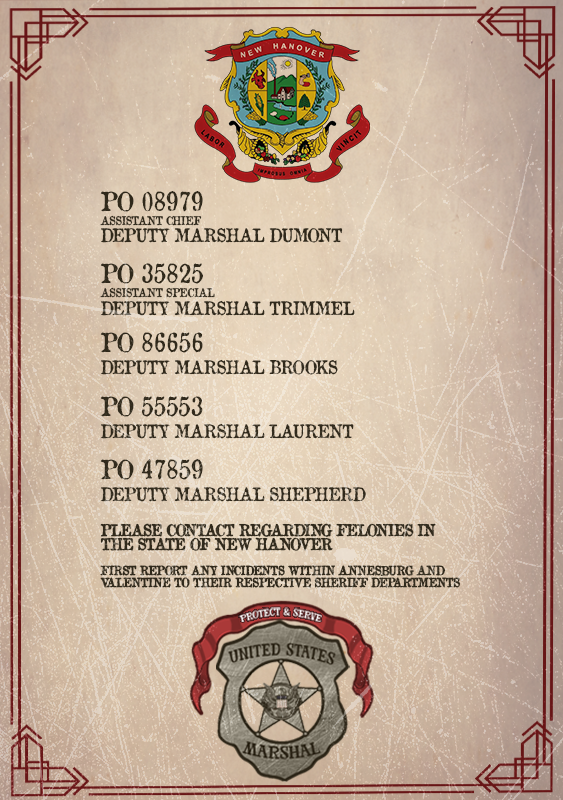 NEW HANOVER
LABOR
IMPROBUS OMNIA
VINCIT
PO 08979
ASSISTANT CHIEF
DEPUTY MARSHAL DUMONT
PO 35825
ASSISTANT SPECIAL
DEPUTY MARSHAL TRIMMEL
PO 86656
DEPUTY MARSHAL BROOKS
PO 55553
DEPUTY MARSHAL LAURENT
PO 47859
DEPUTY MARSHAL SHEPHERD
PLEASE CONTACT REGARDING FELONIES IN
THE STATE OF NEW HANOVER
FIRST REPORT ANY INCIDENTS WITHIN ANNESBURG AND
VALENTINE TO THEIR RESPECTIVE SHERIFF DEPARTMENTS
PROTECT & SERVE
UNITED STATES
MARSHAL